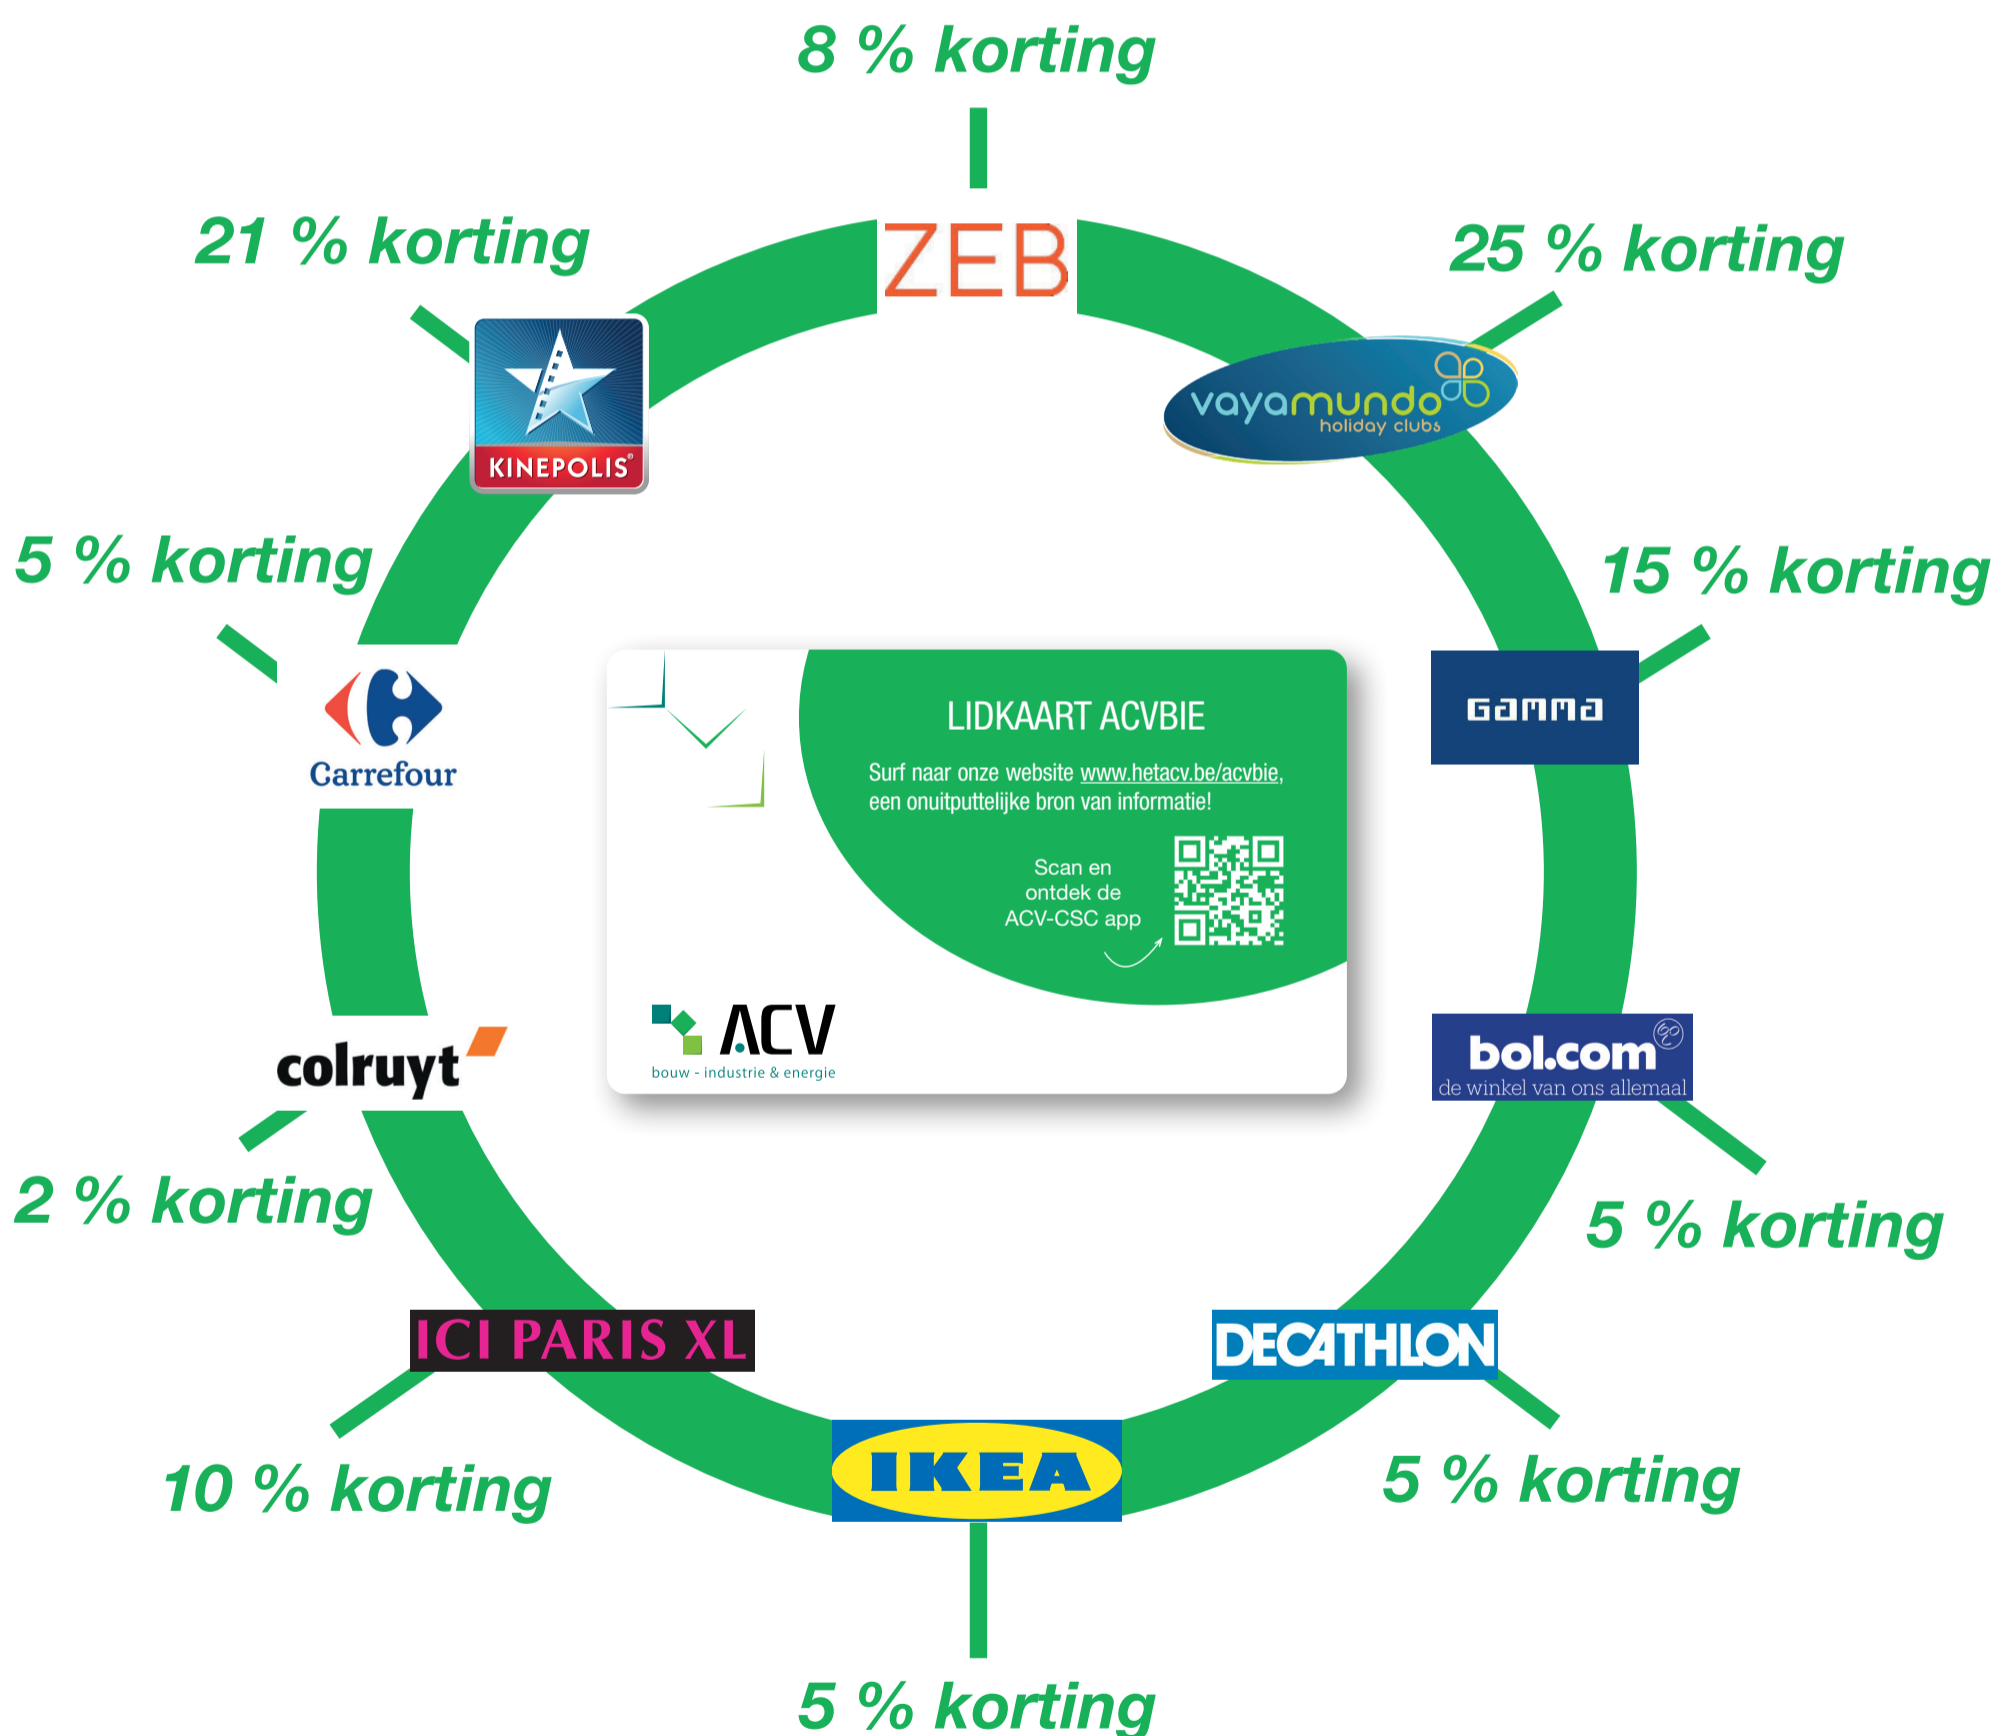 8 % korting
21 % korting
ZEB
25 % korting
KINEPOLIS®
vayamundo
holiday clubs
5 % korting
15 % korting
Carrefour
GAMMA
LIDKAART ACVBIE
Surf naar onze website www.hetacv.be/acvbie,
een onuitputtelijke bron van informatie!
Scan en
ontdek de
ACV-CSC app
ACV
bouw - industrie & energie
colruyt
bol.com
de winkel van ons allemaal
2 % korting
5 % korting
ICI PARIS XL
DECATHLON
10 % korting
IKEA
5 % korting
5 % korting